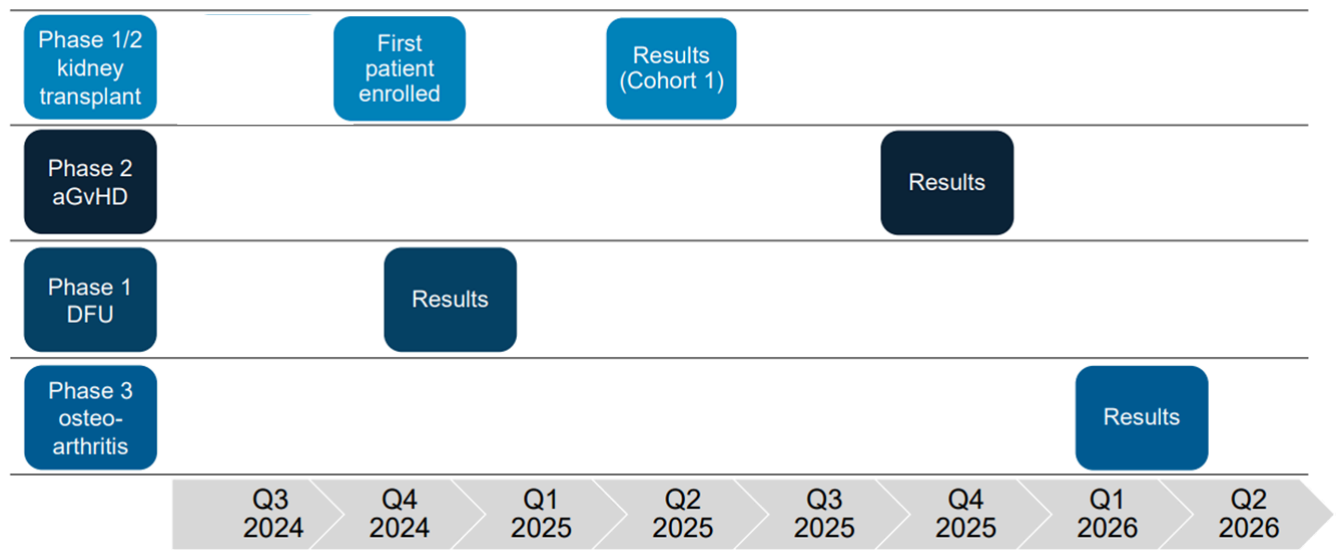 Phase 1/2
kidney
transplant
First
patient
enrolled
Results
(Cohort 1)
Phase 2
aGvHD
Results
Phase 1
DFU
Results
Phase 3
osteo-
arthritis
Results
Q3
2024
Q4
2024
Q1
2025
Q2
2025
Q3
2025
Q4
2025
Q1
2026
Q2
2026